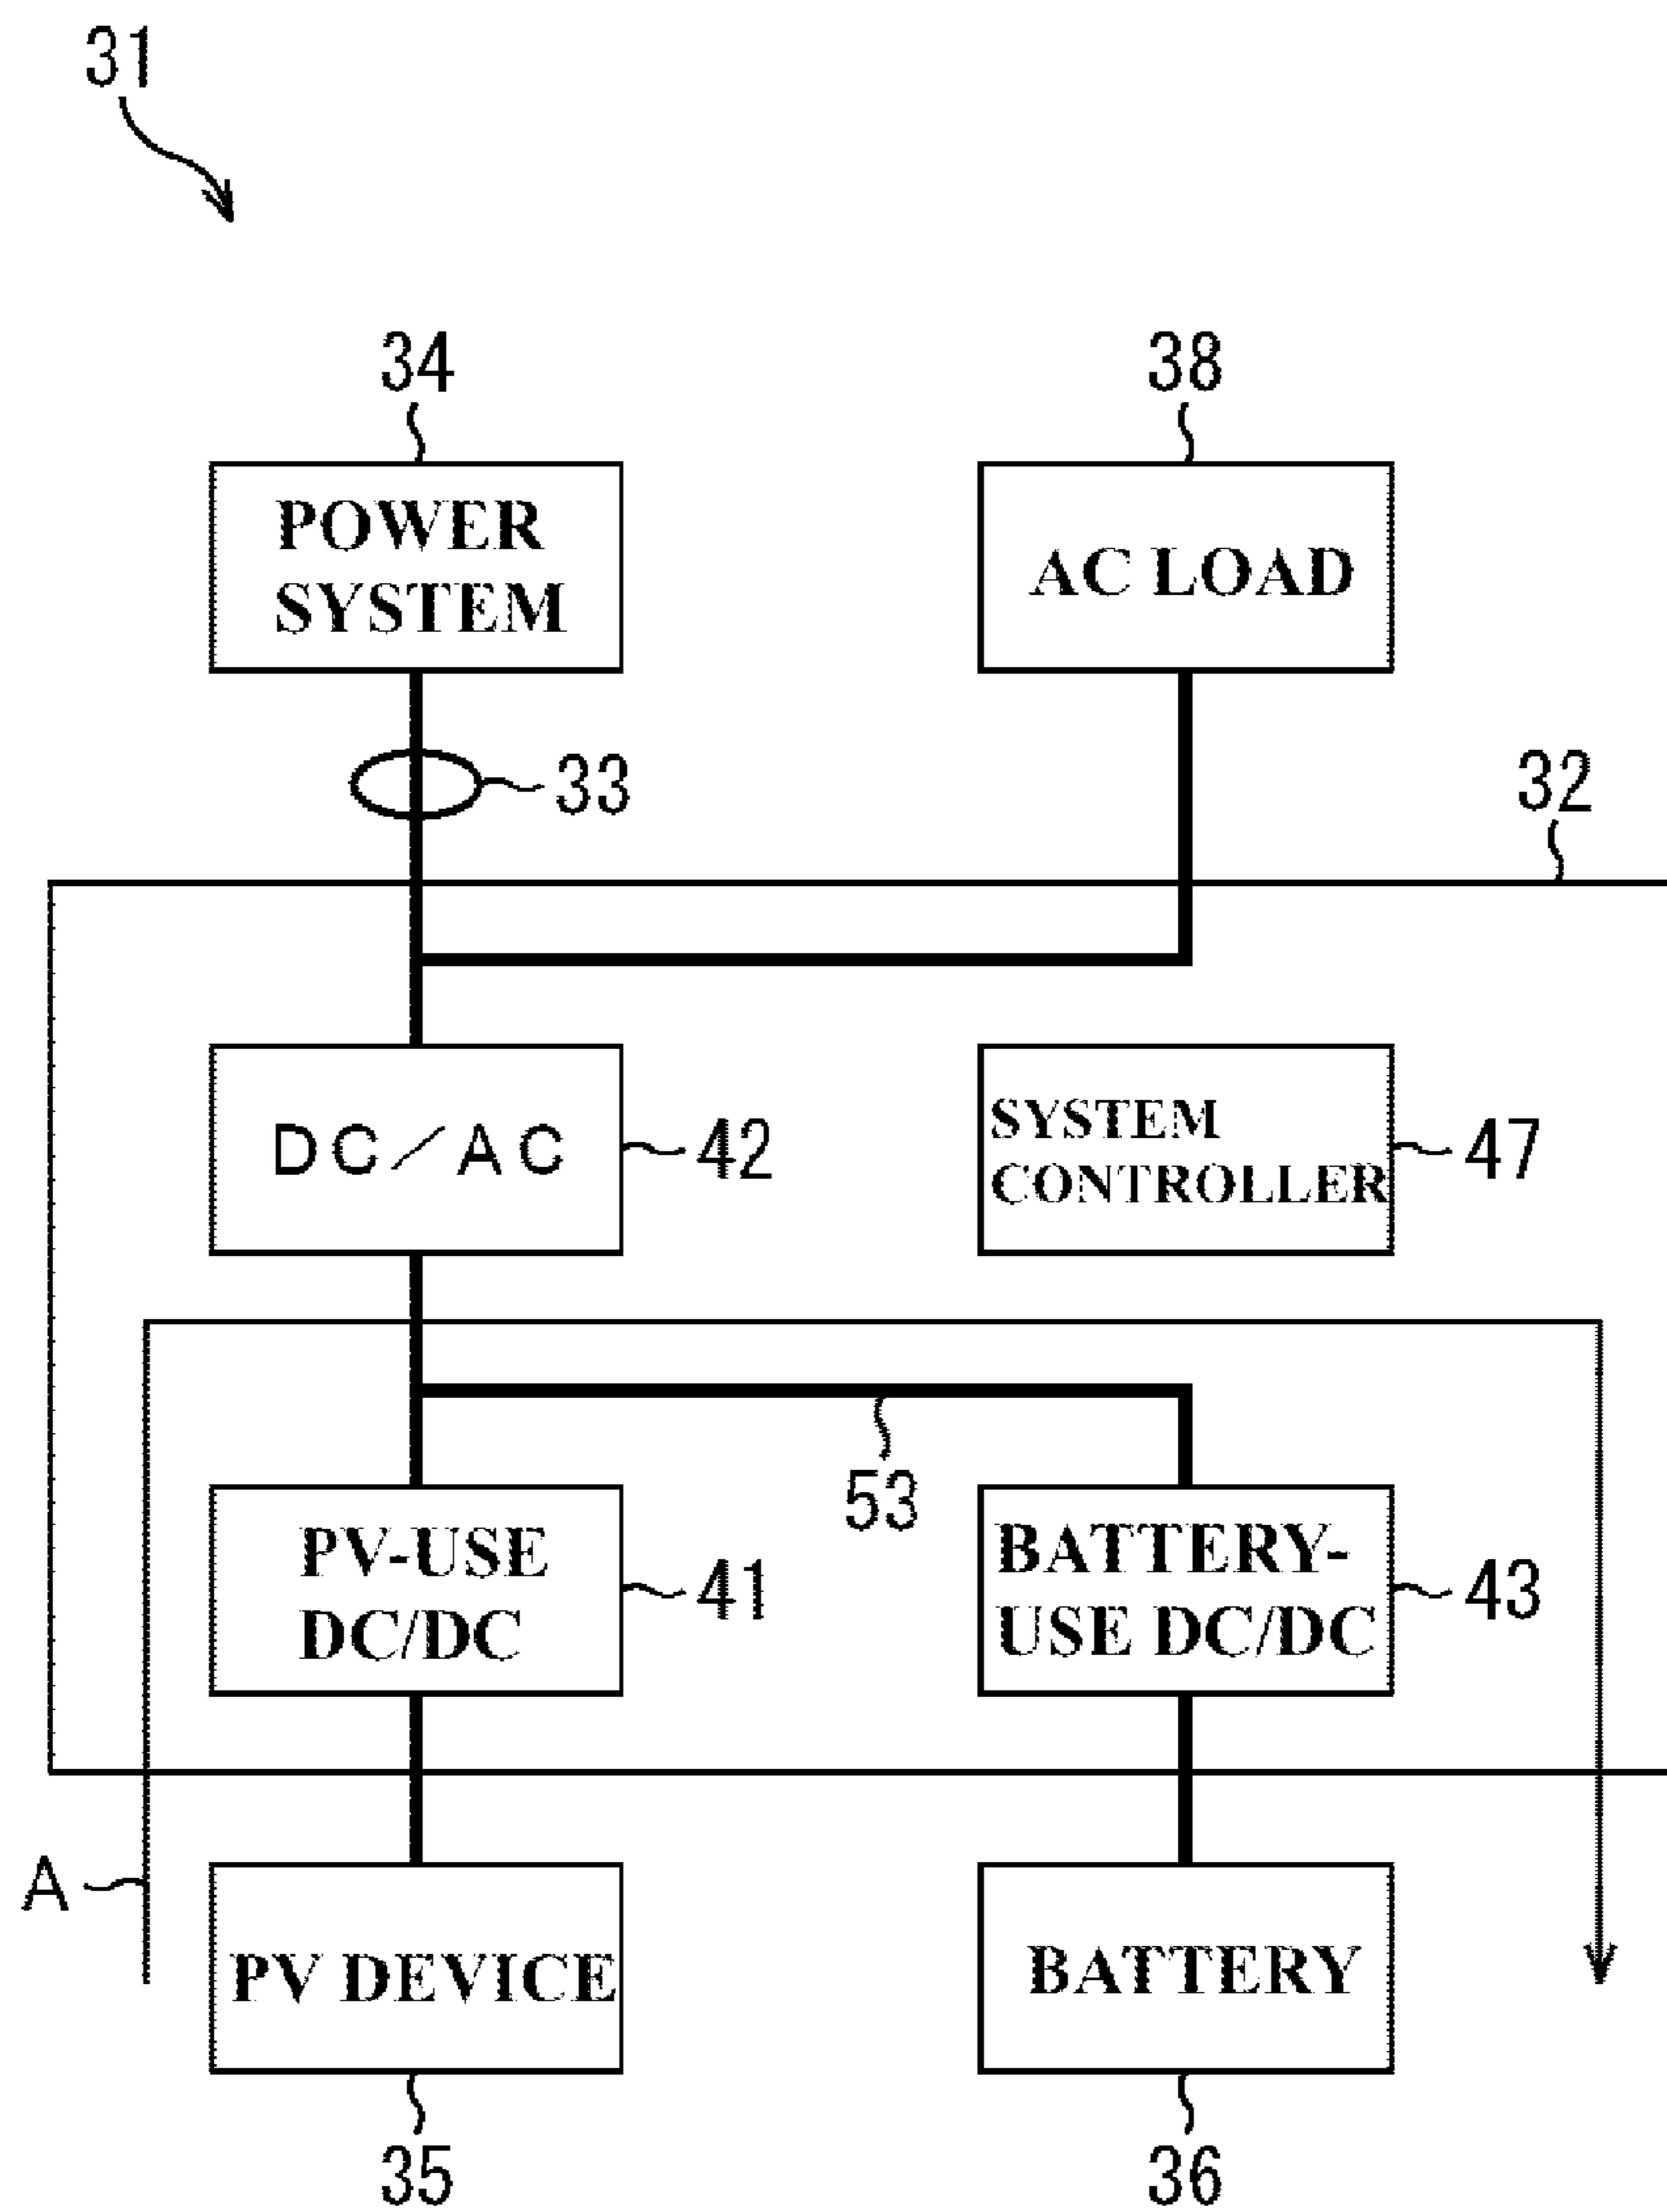 31
34
38
POWER
SYSTEM
AC LOAD
33
32
DC/AC
42
SYSTEM
CONTROLLER
47
53
PV-USE
DC/DC
41
BATTERY-
USE DC/DC
43
A
PV DEVICE
BATTERY
35
36